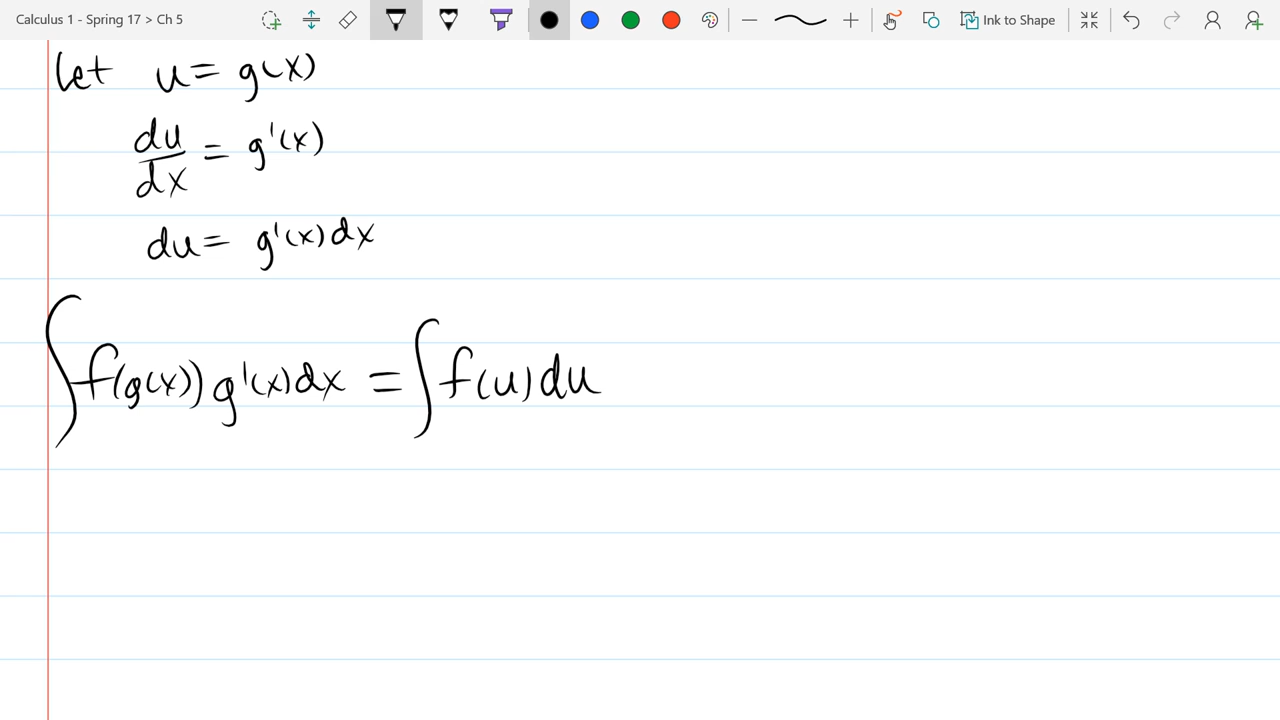 Calculus 1 - Spring 17 > Ch 5
Ink to Shape
let u = g(x)
du/dx = g'(x)
du = g'(x) dx
∫f(g(x)) g'(x) dx = ∫f(u) du